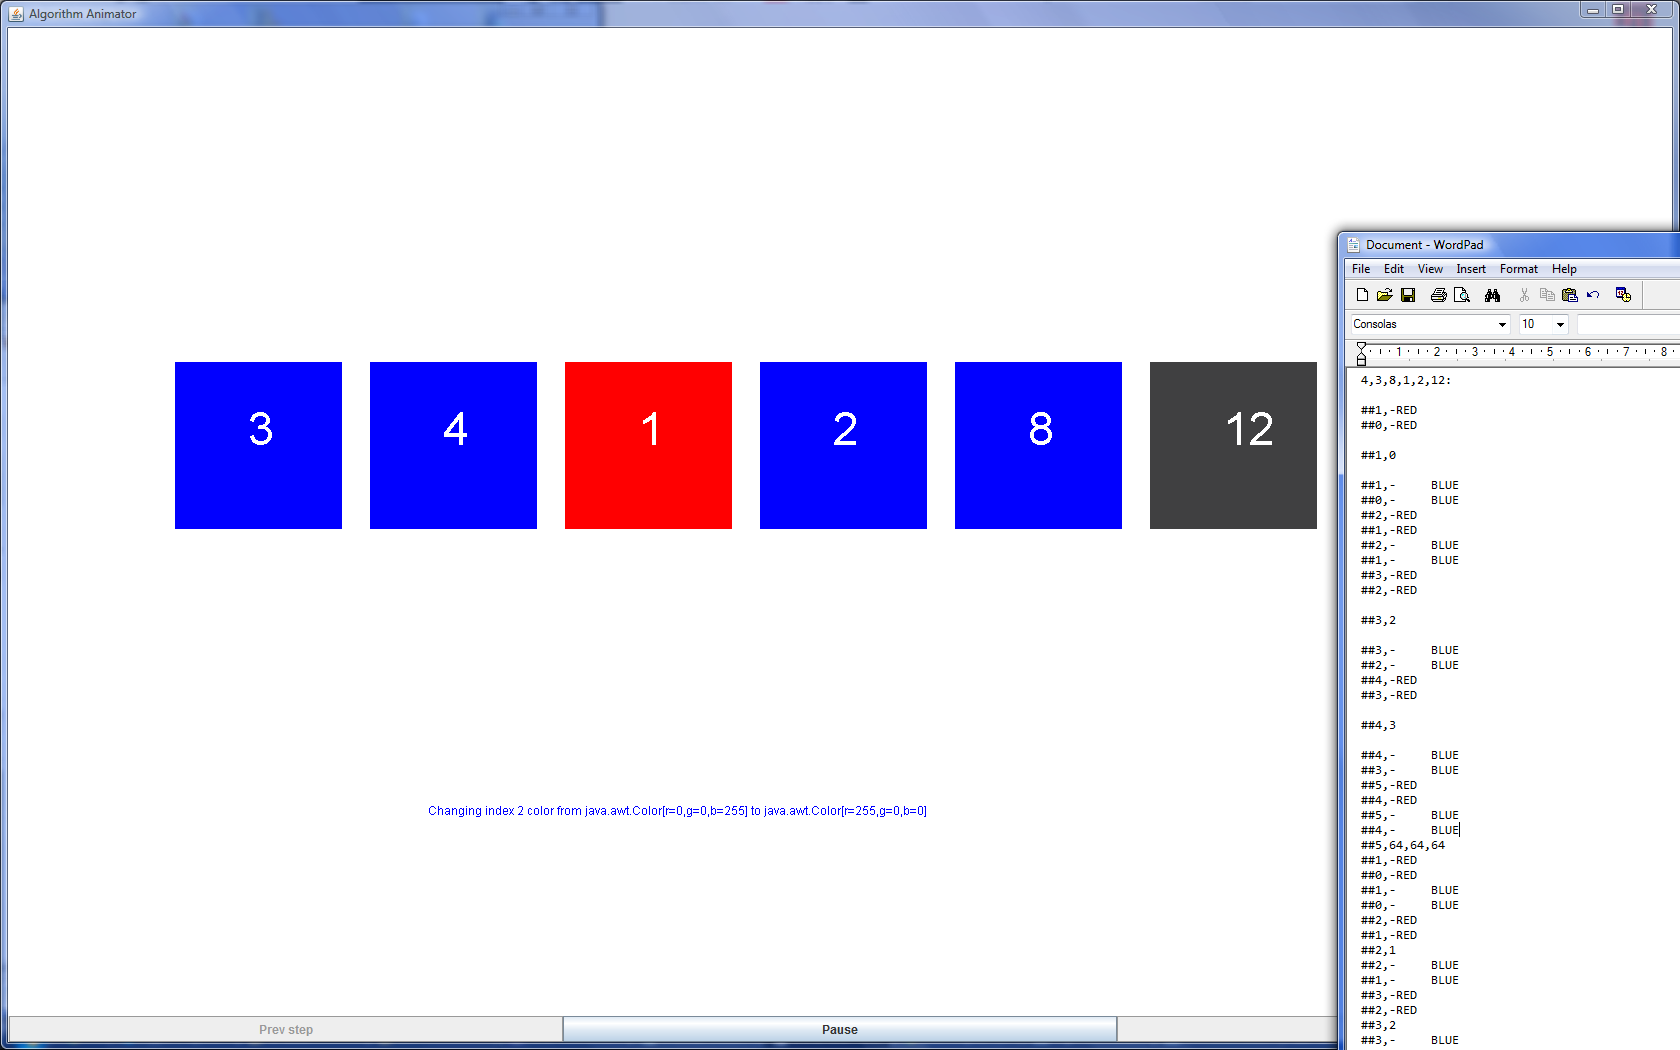 Algorithm Animator
3 4 1 2 8 12
Changing index 2 color from java.awt.Color[r=0,g=0,b=255] to java.awt.Color[r=255,g=0,b=0]
Prev step
Pause
Document - WordPad
File Edit View Insert Format Help
Consolas 10
1 2 3 4 5 6 7 8
4,3,8,1,2,12:
##1,-RED
##0,-RED
##1,0
##1,- BLUE
##0,- BLUE
##2,-RED
##1,-RED
##2,- BLUE
##1,- BLUE
##3,-RED
##2,-RED
##3,2
##3,- BLUE
##2,- BLUE
##4,-RED
##3,-RED
##4,3
##4,- BLUE
##3,- BLUE
##5,-RED
##4,-RED
##5,- BLUE
##4,- BLUE
##5,64,64,64
##1,-RED
##0,-RED
##1,- BLUE
##0,- BLUE
##2,-RED
##1,-RED
##2,1
##2,- BLUE
##1,- BLUE
##3,-RED
##2,-RED
##3,2
##3,- BLUE